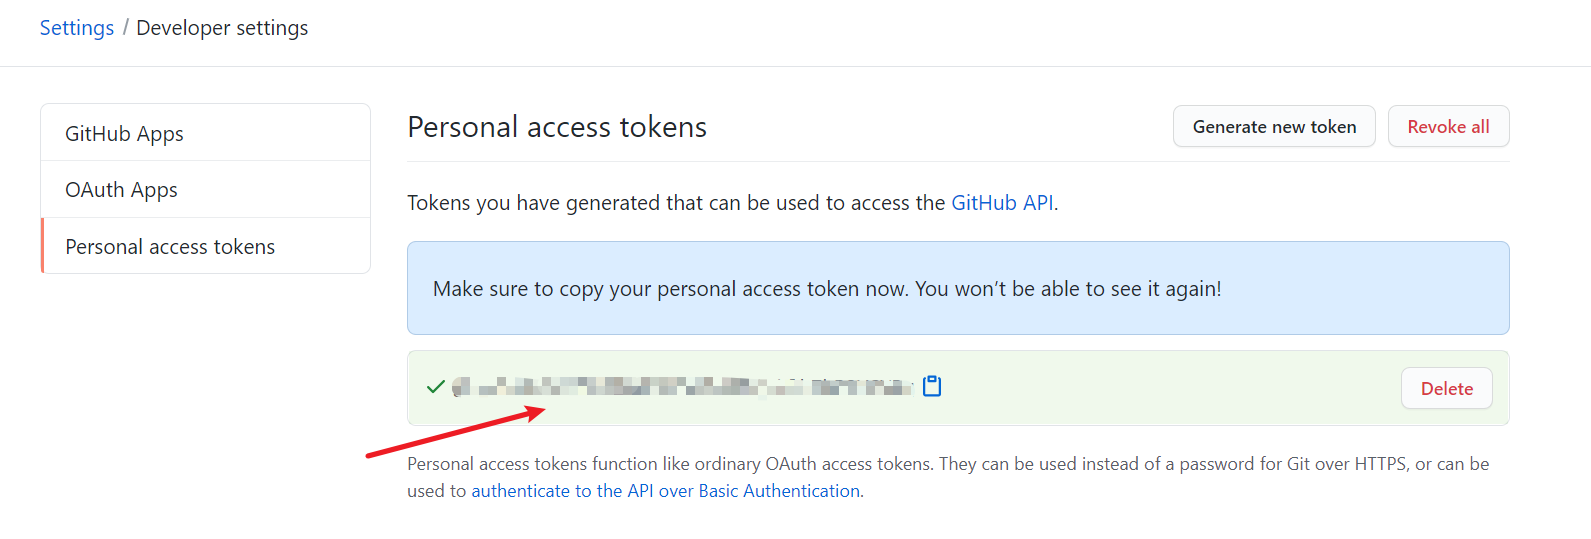 Settings / Developer settings
GitHub Apps
OAuth Apps
Personal access tokens
Personal access tokens
Generate new token
Revoke all
Tokens you have generated that can be used to access the GitHub API.
Make sure to copy your personal access token now. You won’t be able to see it again!
Delete
Personal access tokens function like ordinary OAuth access tokens. They can be used instead of a password for Git over HTTPS, or can be
used to authenticate to the API over Basic Authentication.